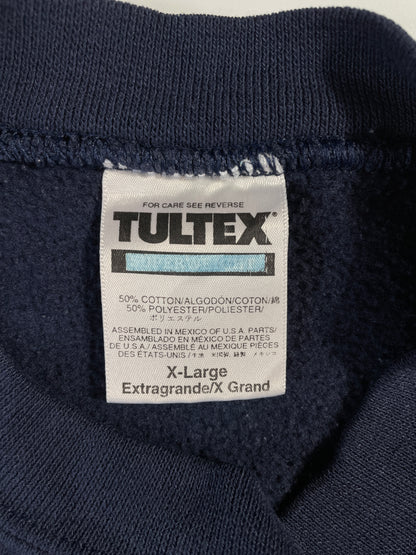 FOR CARE SEE REVERSE
TULTEX®
50% COTTON/ALGODÓN/COTON/綿
50% POLYESTER/POLIESTER/
ポリエステル
ASSEMBLED IN MEXICO OF U.S.A. PARTS/
ENSAMBLADO EN MEXICO DE PARTES
DE U.S.A./ASSEMBLÉ AU MEXIQUE PIÈCES
DES ÉTATS-UNIS/
X-Large
Extragrande/X Grand